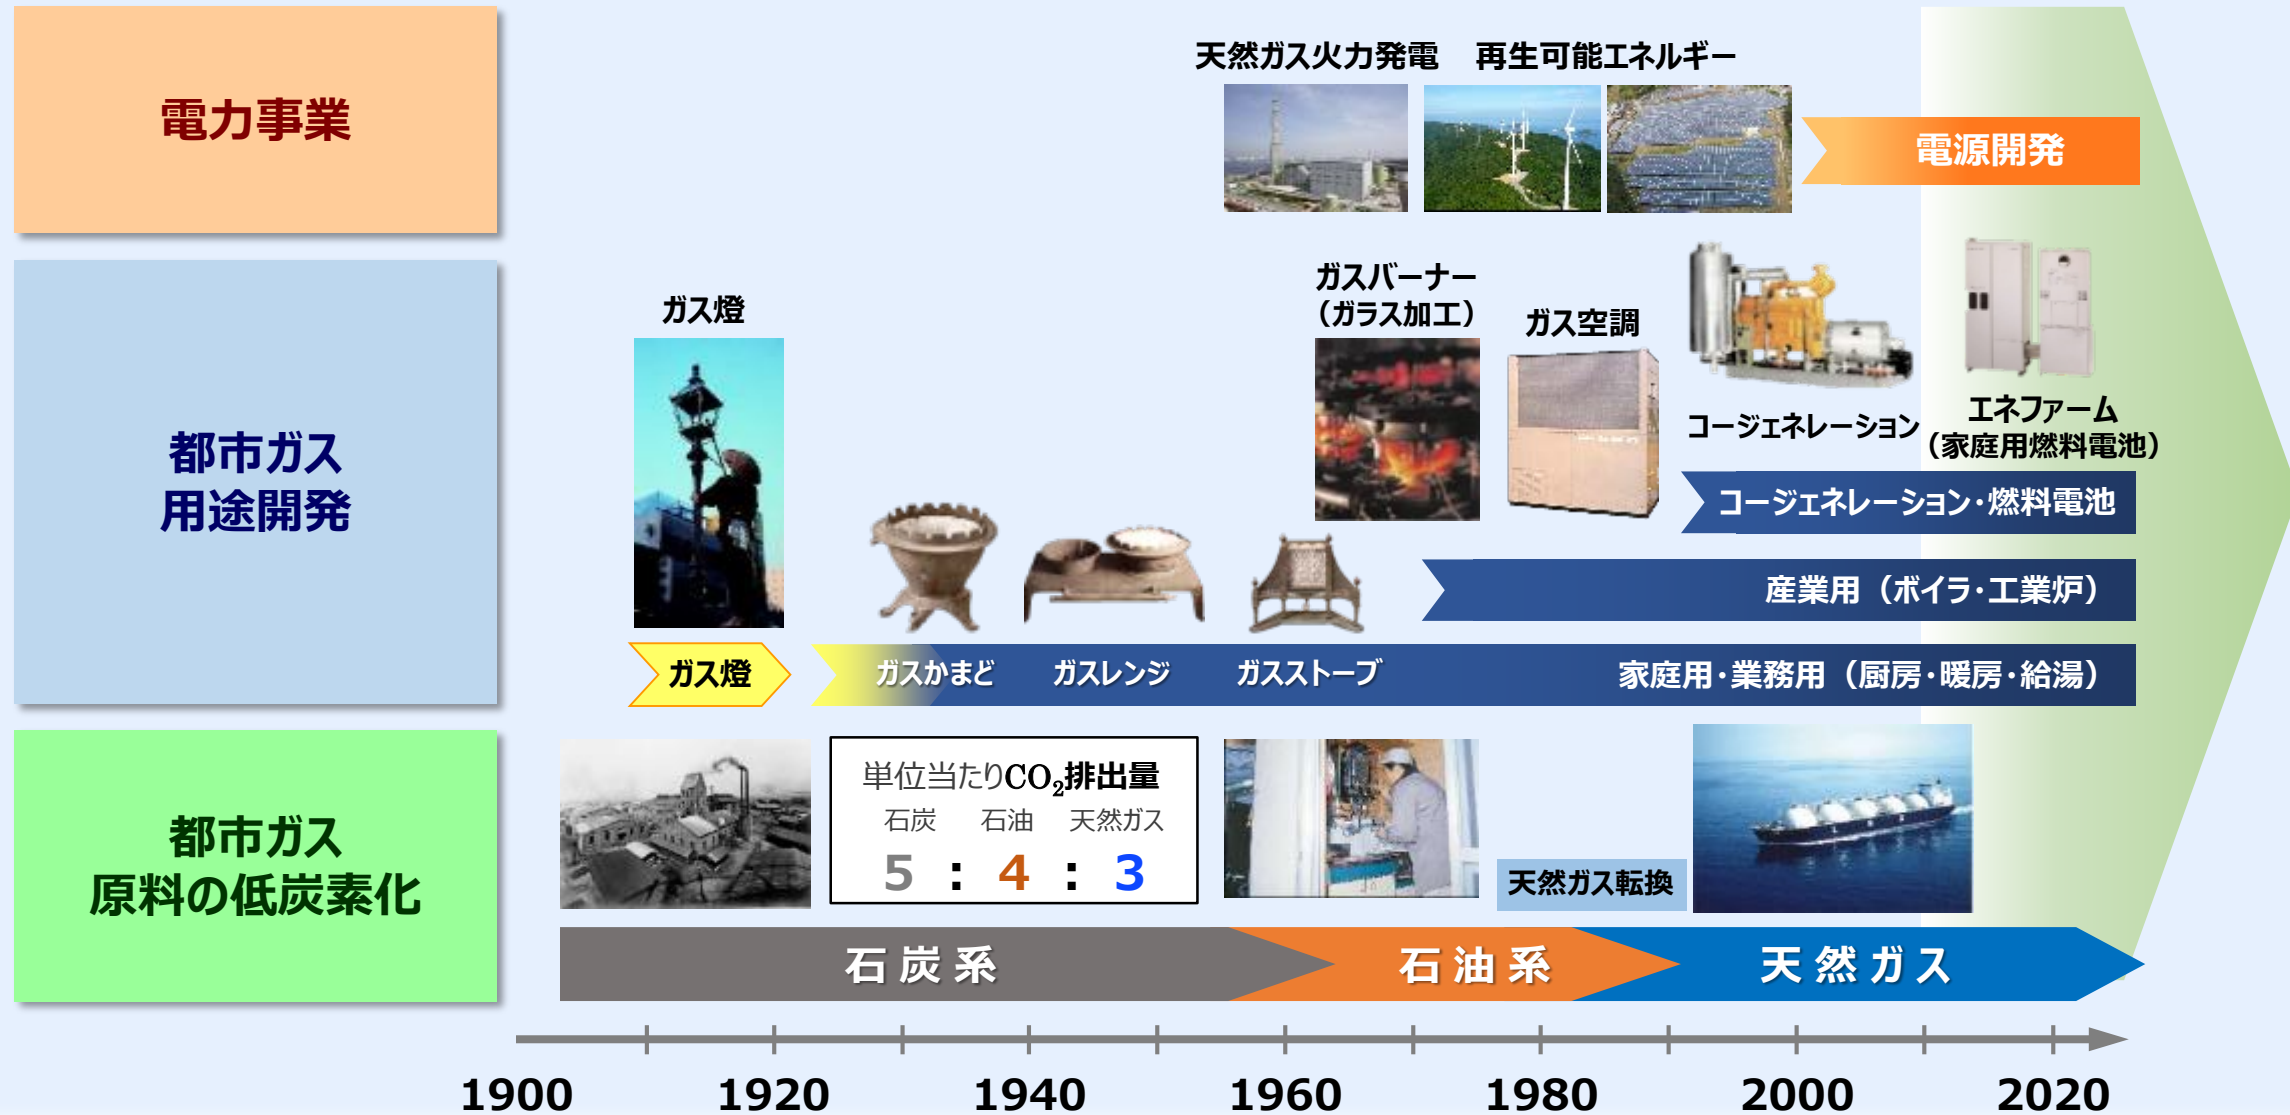 電力事業
天然ガス火力発電
再生可能エネルギー
電源開発
都市ガス
用途開発
ガス燈
ガスバーナー
（ガラス加工）
ガス空調
コージェネレーション
エネファーム
（家庭用燃料電池）
コージェネレーション・燃料電池
産業用（ボイラ・工業炉）
ガス燈
ガスかまど
ガスレンジ
ガスストーブ
家庭用・業務用（厨房・暖房・給湯）
都市ガス
原料の低炭素化
単位当たりCO₂排出量
石炭 石油 天然ガス
5 : 4 : 3
天然ガス転換
石炭系
石油系
天然ガス
1900 1920 1940 1960 1980 2000 2020